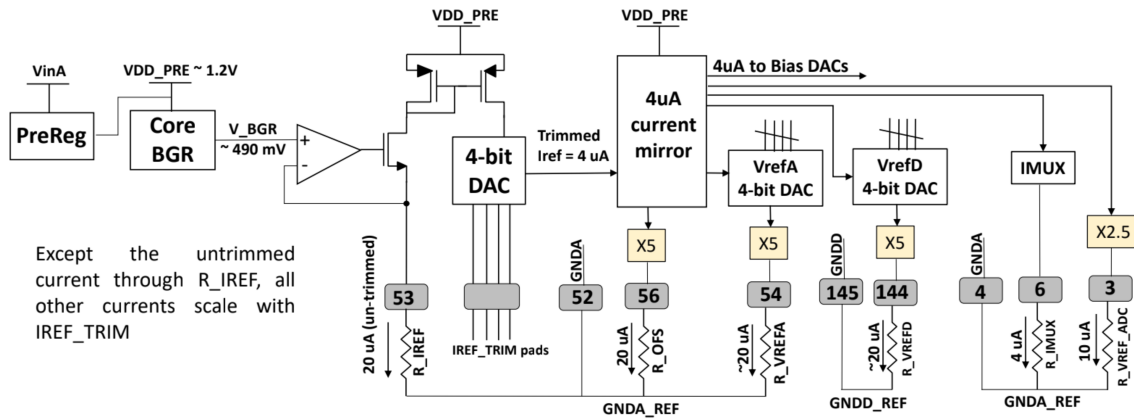 VDD_PRE
VDD_PRE
VinA
VDD_PRE ~ 1.2V
4uA to Bias DACs
PreReg
Core
BGR
V_BGR
~ 490 mV
+
-
4-bit
DAC
Trimmed
Iref = 4 uA
4uA
current
mirror
VrefA
4-bit DAC
VrefD
4-bit DAC
IMUX
X5
X5
X5
X2.5
Except the untrimmed
current through R_IREF, all
other currents scale with
IREF_TRIM
20 uA (un-trimmed)
53
R_IREF
IREF_TRIM pads
GNDA
52
56
20 uA
R_OFS
54
~20 uA
R_VREFA
GNDD
145
144
~20 uA
R_VREFD
GNDA
4
6
4 uA
R_IMUX
3
10 uA
R_VREF_ADC
GNDA_REF
GNDD_REF
GNDA_REF